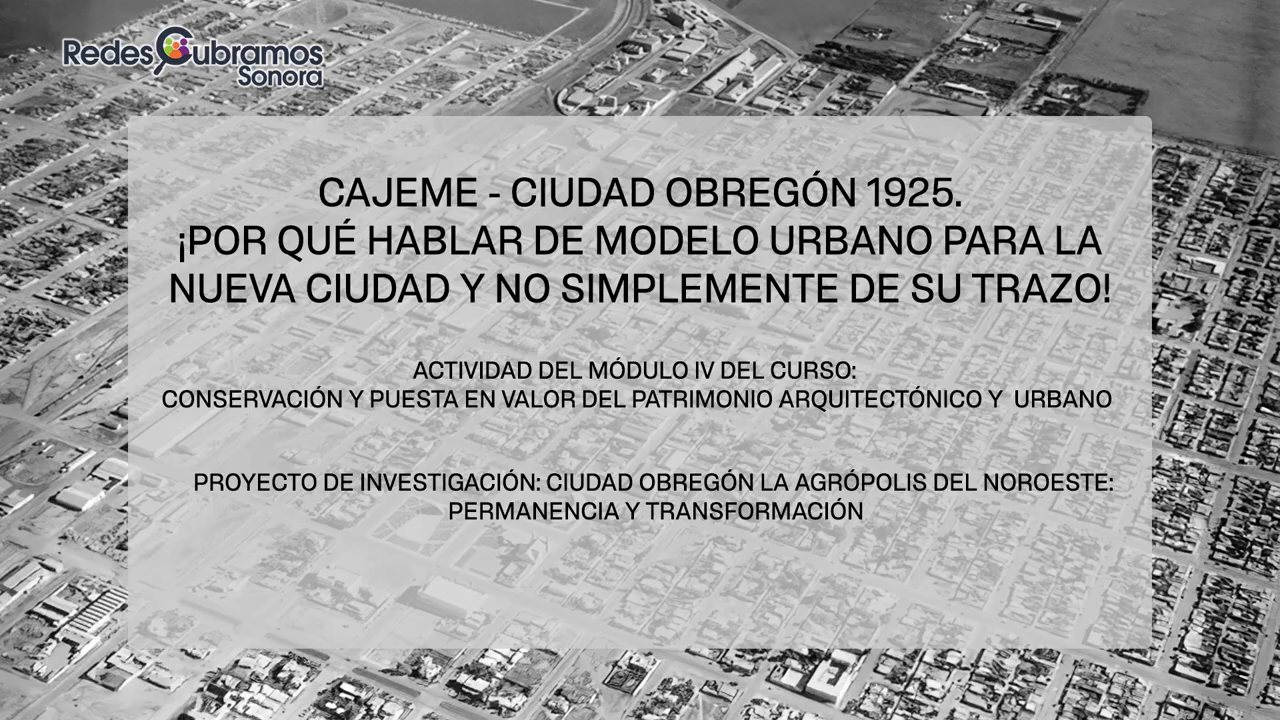 RedesCubramos
Sonora
CAJEME - CIUDAD OBREGÓN 1925.
¡POR QUÉ HABLAR DE MODELO URBANO PARA LA
NUEVA CIUDAD Y NO SIMPLEMENTE DE SU TRAZO!
ACTIVIDAD DEL MÓDULO IV DEL CURSO:
CONSERVACIÓN Y PUESTA EN VALOR DEL PATRIMONIO ARQUITECTÓNICO Y URBANO
PROYECTO DE INVESTIGACIÓN: CIUDAD OBREGÓN LA AGRÓPOLIS DEL NOROESTE:
PERMANENCIA Y TRANSFORMACIÓN